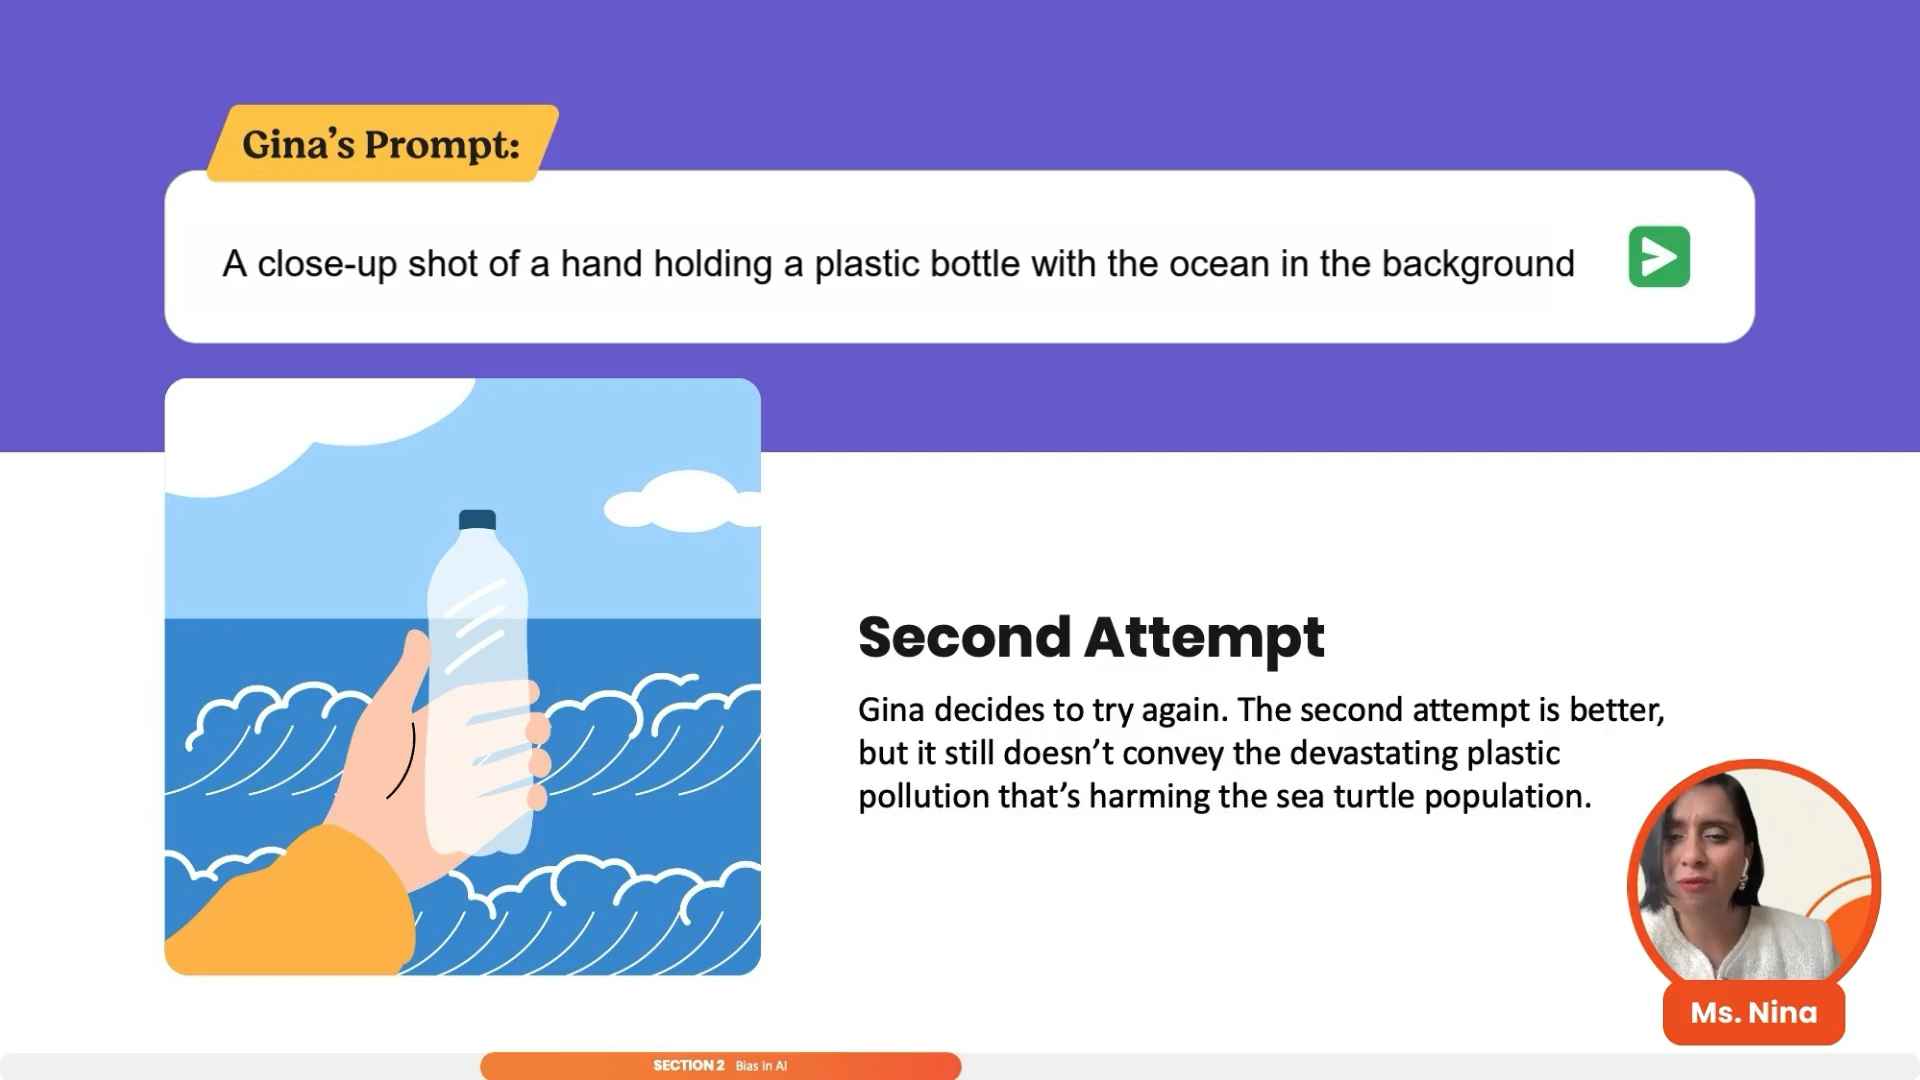 Gina’s Prompt:
A close-up shot of a hand holding a plastic bottle with the ocean in the background
Second Attempt
Gina decides to try again. The second attempt is better,
but it still doesn’t convey the devastating plastic
pollution that’s harming the sea turtle population.
Ms. Nina
SECTION 2 Bias in AI